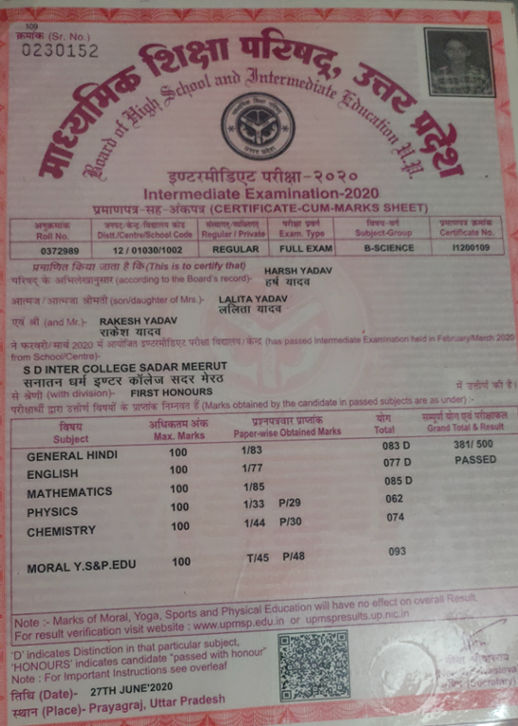 109
क्रमांक (Sr. No.)
0230152
माध्यमिक शिक्षा परिषद्, उत्तर प्रदेश
Board of High School and Intermediate Education U.P.
इण्टरमीडिएट परीक्षा-२०२०
Intermediate Examination-2020
प्रमाणपत्र-सह-अंकपत्र (CERTIFICATE-CUM-MARKS SHEET)
अनुक्रमांक जनपद/केन्द्र/विद्यालय कोड संस्थागत/व्यक्तिगत परीक्षा प्रकार विषय-वर्ग प्रमाणपत्र क्रमांक
Roll No. Distt./Centre/School Code Regular / Private Exam. Type Subject-Group Certificate No.
0372989 12 / 01030/1002 REGULAR FULL EXAM B-SCIENCE I1200109
प्रमाणित किया जाता है कि(This is to certify that) HARSH YADAV
परिषद के अभिलेखानुसार (according to the Board's record)- हर्ष यादव
आत्मज / आत्मजा श्रीमती (son/daughter of Mrs.)- LALITA YADAV
ललिता यादव
एवं श्री (and Mr.)- RAKESH YADAV
राकेश यादव
ने फरवरी/ मार्च 2020 में आयोजित इण्टरमीडिएट परीक्षा विद्यालय/केन्द्र (has passed Intermediate Examination held in February/March 2020
from School/Centre)-
S D INTER COLLEGE SADAR MEERUT
सनातन धर्म इण्टर कॉलेज सदर मेरठ
से श्रेणी (with division)- FIRST HONOURS में उत्तीर्ण की है।
परीक्षार्थी द्वारा उत्तीर्ण विषयों के प्राप्तांक निम्नवत हैं (Marks obtained by the candidate in passed subjects are as under) :-
विषय अधिकतम अंक प्रश्नपत्रवार प्राप्तांक योग सम्पूर्ण योग एवं परीक्षाफल
Subject Max. Marks Paper-wise Obtained Marks Total Grand Total & Result
GENERAL HINDI 100 1/83 083 D 381/ 500
ENGLISH 100 1/77 077 D PASSED
MATHEMATICS 100 1/85 085 D
PHYSICS 100 1/33 P/29 062
CHEMISTRY 100 1/44 P/30 074
MORAL Y.S&P.EDU 100 T/45 P/48 093
Note :- Marks of Moral, Yoga, Sports and Physical Education will have no effect on overall Result.
For result verification visit website : www.upmsp.edu.in or upmspresults.up.nic.in
'D' indicates Distinction in that particular subject.
'HONOURS' indicates candidate "passed with honour"
Note : For Important Instructions see overleaf
तिथि (Date)- 27TH JUNE'2020
स्थान (Place)- Prayagraj, Uttar Pradesh
(Secretary)